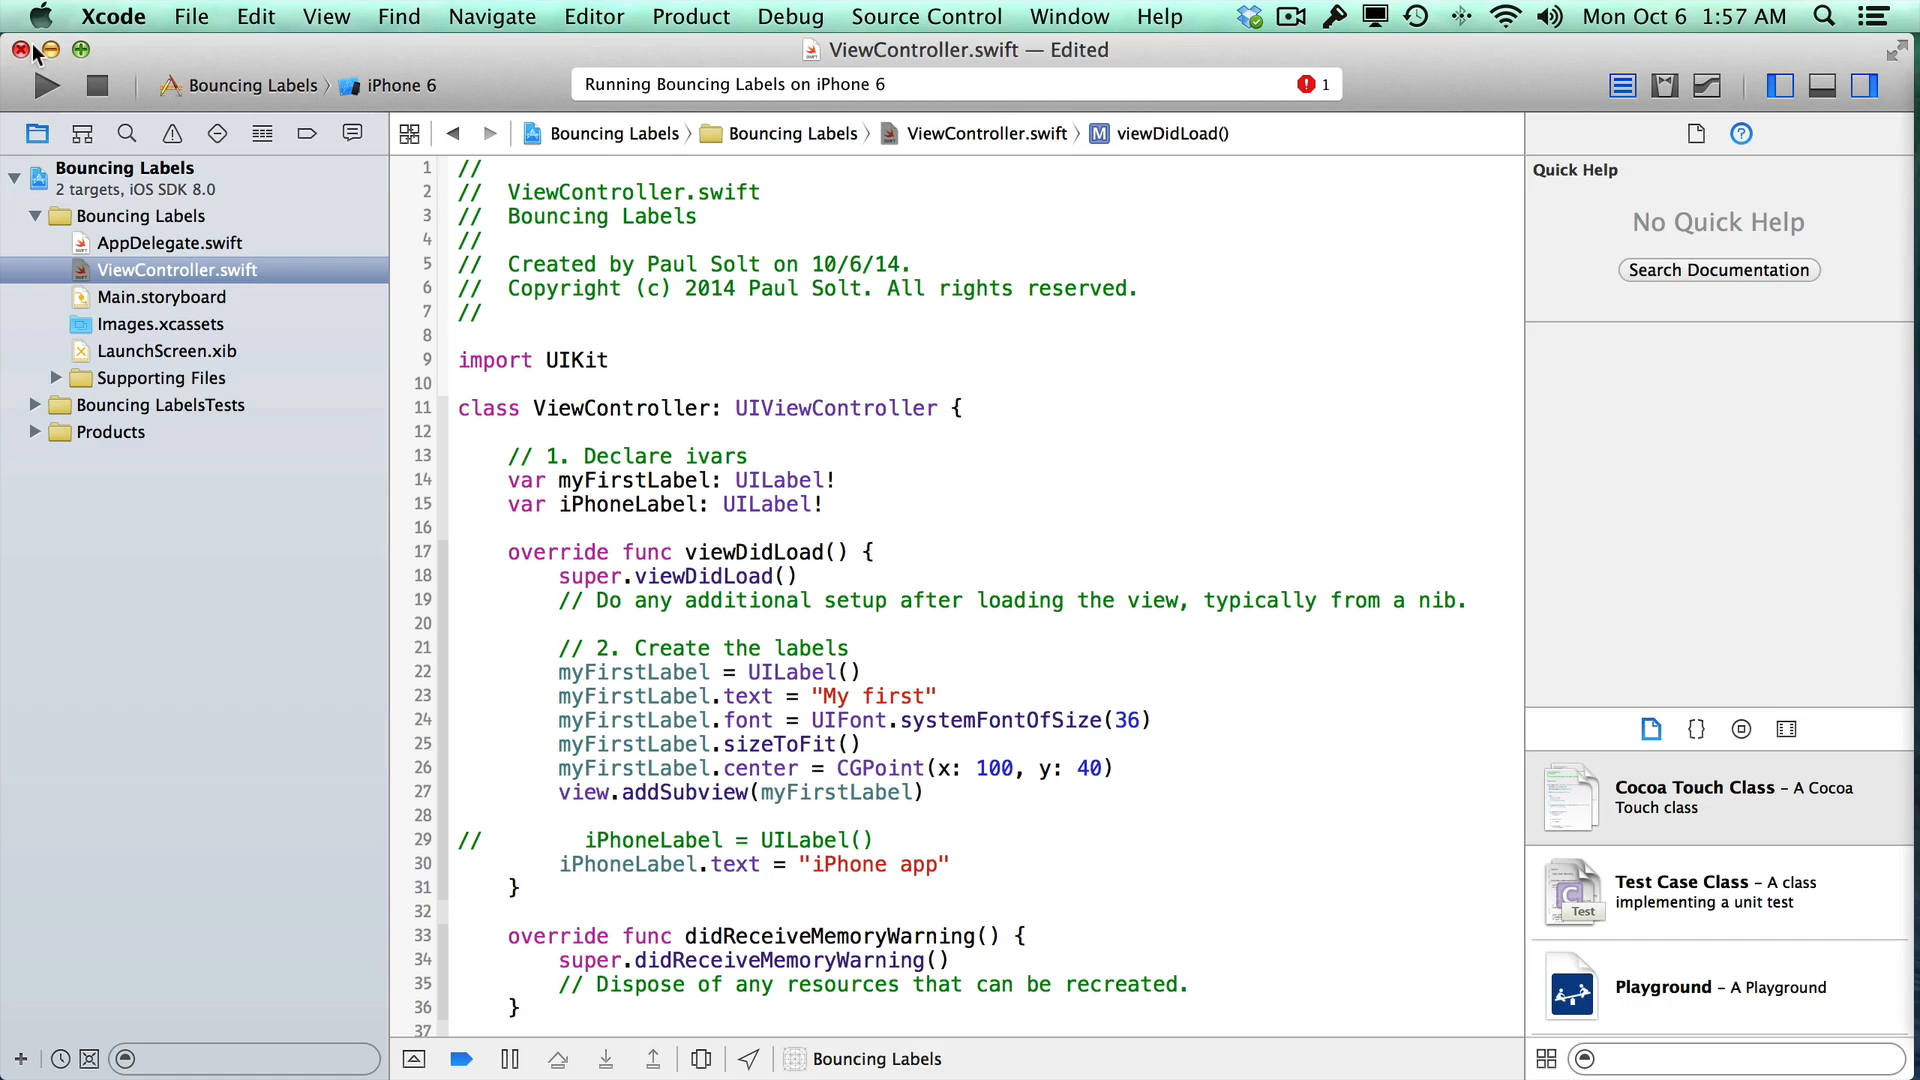 Xcode File Edit View Find Navigate Editor Product Debug Source Control Window Help Mon Oct 6 1:57 AM
ViewController.swift — Edited
Bouncing Labels iPhone 6
Running Bouncing Labels on iPhone 6
1
Bouncing Labels Bouncing Labels ViewController.swift M viewDidLoad()
Bouncing Labels
2 targets, iOS SDK 8.0
Bouncing Labels
AppDelegate.swift
ViewController.swift
Main.storyboard
Images.xcassets
LaunchScreen.xib
Supporting Files
Bouncing LabelsTests
Products
1 //
2 // ViewController.swift
3 // Bouncing Labels
4 //
5 // Created by Paul Solt on 10/6/14.
6 // Copyright (c) 2014 Paul Solt. All rights reserved.
7 //
8
9 import UIKit
10
11 class ViewController: UIViewController {
12
13 // 1. Declare ivars
14 var myFirstLabel: UILabel!
15 var iPhoneLabel: UILabel!
16
17 override func viewDidLoad() {
18 super.viewDidLoad()
19 // Do any additional setup after loading the view, typically from a nib.
20
21 // 2. Create the labels
22 myFirstLabel = UILabel()
23 myFirstLabel.text = "My first"
24 myFirstLabel.font = UIFont.systemFontOfSize(36)
25 myFirstLabel.sizeToFit()
26 myFirstLabel.center = CGPoint(x: 100, y: 40)
27 view.addSubview(myFirstLabel)
28
29 // iPhoneLabel = UILabel()
30 iPhoneLabel.text = "iPhone app"
31 }
32
33 override func didReceiveMemoryWarning() {
34 super.didReceiveMemoryWarning()
35 // Dispose of any resources that can be recreated.
36 }
37
Bouncing Labels
Quick Help
No Quick Help
Search Documentation
{}
Cocoa Touch Class – A Cocoa
Touch class
Test Case Class – A class
implementing a unit test
C
Test
Playground – A Playground